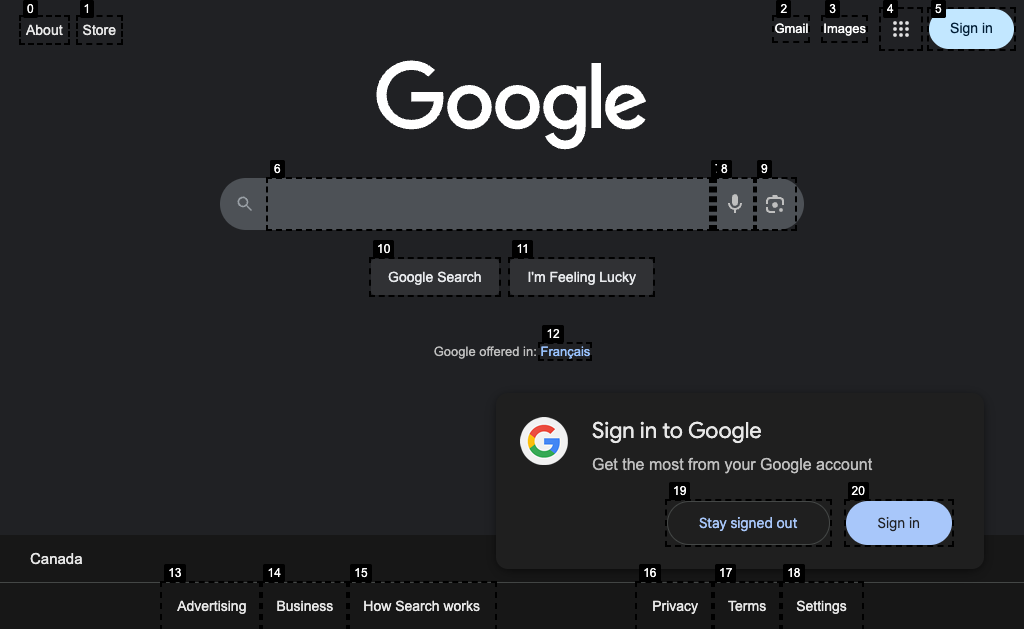 0 1 2 3 4 5
About Store Gmail Images Sign in
Google
6 8 9
10 11
Google Search I'm Feeling Lucky
12
Google offered in: Français
Sign in to Google
Get the most from your Google account
19 20
Stay signed out Sign in
Canada
13 14 15 16 17 18
Advertising Business How Search works Privacy Terms Settings